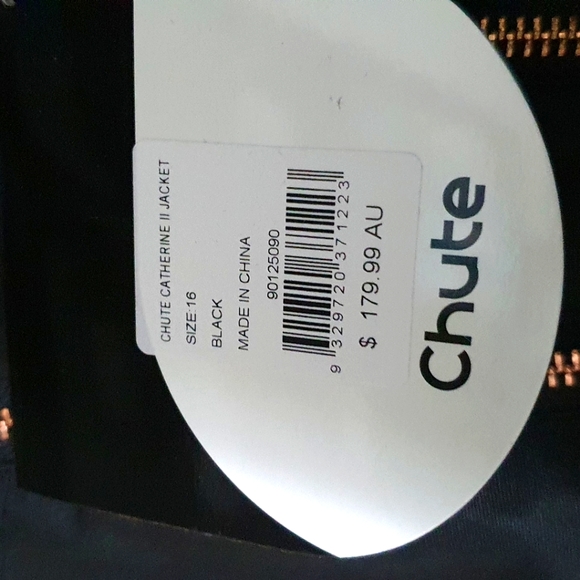 CHUTE CATHERINE II JACKET
SIZE:16
BLACK
MADE IN CHINA
90125090
9 329720 371223
$ 179.99 AU
Chute